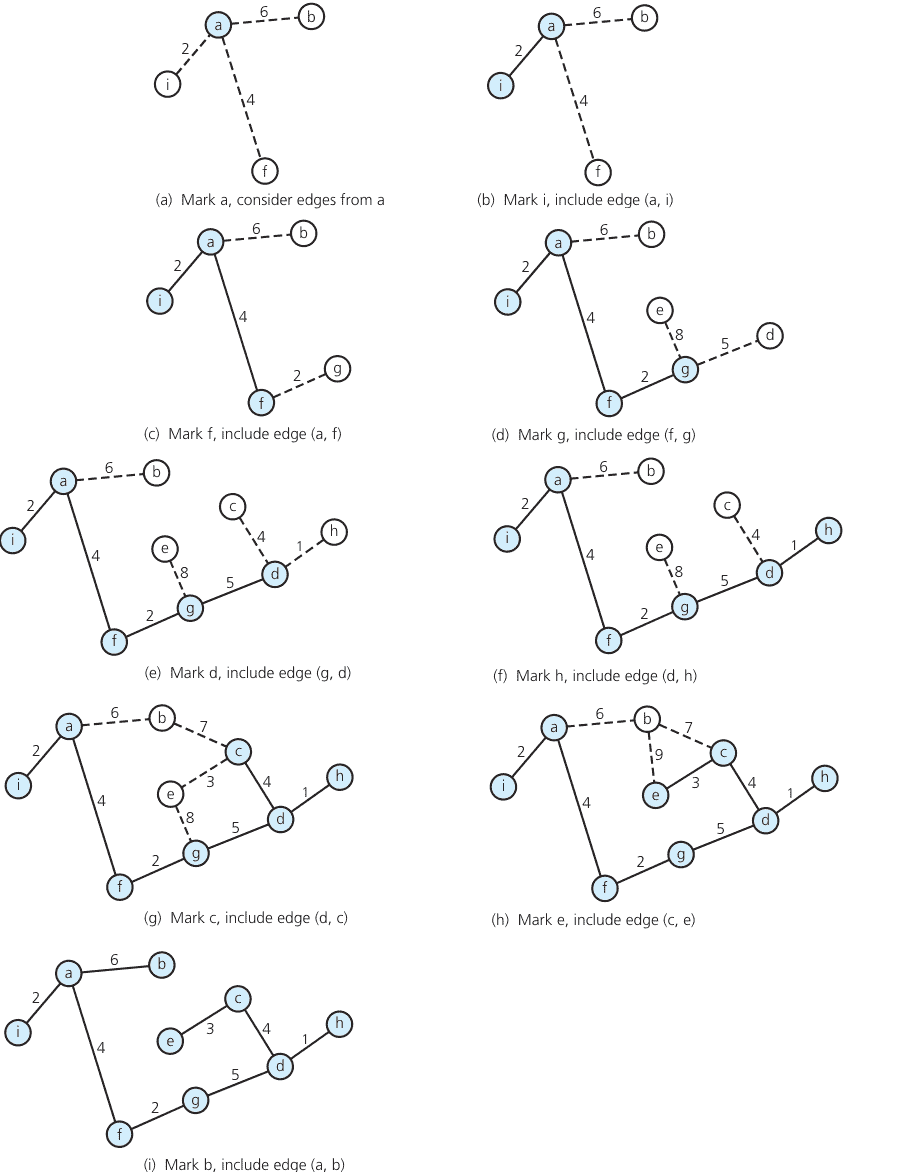 a 6 b
2
i
4
f
(a) Mark a, consider edges from a
a 6 b
2
i
4
f
(b) Mark i, include edge (a, i)
a 6 b
2
i
4
2 g
f
(c) Mark f, include edge (a, f)
a 6 b
2
i
e
4 8 5 d
2 g
f
(d) Mark g, include edge (f, g)
a 6 b
2 c
i e 4 1 h
4 8 5 d
2 g
f
(e) Mark d, include edge (g, d)
a 6 b
2 c
i e 4 1 h
4 8 5 d
2 g
f
(f) Mark h, include edge (d, h)
a 6 b 7
2 c
i e 3 4 1 h
4 8 5 d
2 g
f
(g) Mark c, include edge (d, c)
a 6 b 7
2 9 c
i e 3 4 1 h
4 5 d
2 g
f
(h) Mark e, include edge (c, e)
a 6 b
2 c
i e 3 4 1 h
4 5 d
2 g
f
(i) Mark b, include edge (a, b)